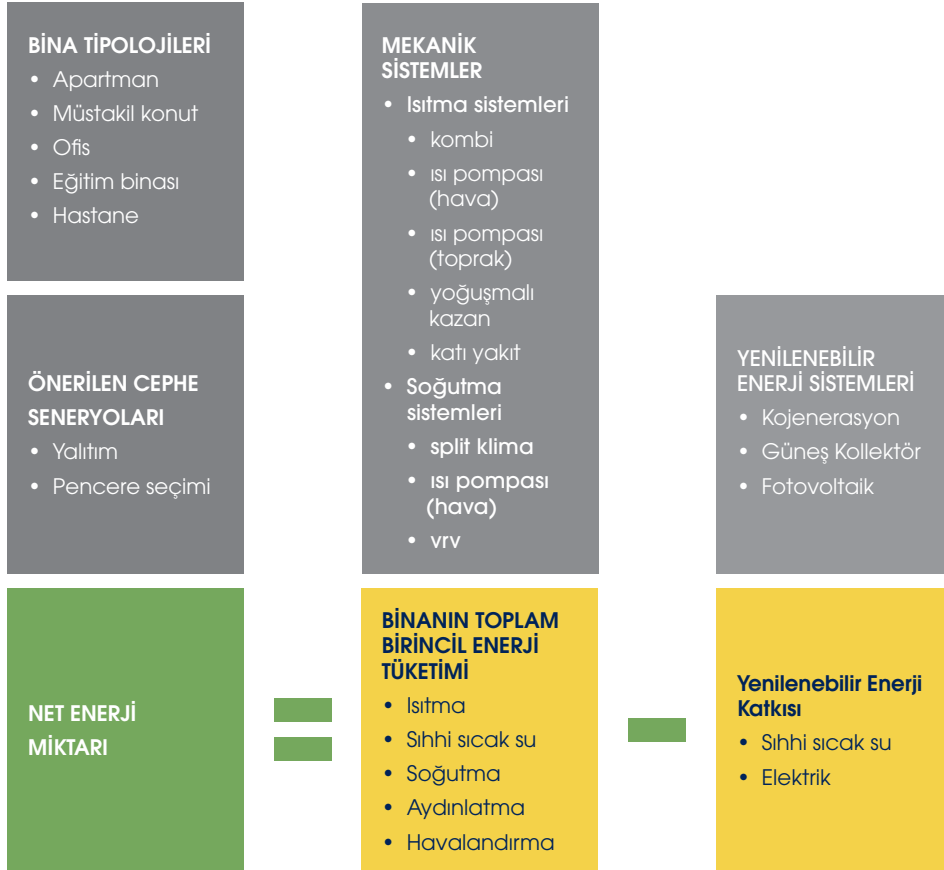 BİNA TİPOLOJİLERİ
• Apartman
• Müstakil konut
• Ofis
• Eğitim binası
• Hastane
ÖNERİLEN CEPHE
SENERYOLARI
• Yalıtım
• Pencere seçimi
MEKANİK
SİSTEMLER
• Isıtma sistemleri
• kombi
• ısı pompası
(hava)
• ısı pompası
(toprak)
• yoğuşmalı
kazan
• katı yakıt
• Soğutma
sistemleri
• split klima
• ısı pompası
(hava)
• vrv
YENİLENEBİLİR
ENERJİ SİSTEMLERİ
• Kojenerasyon
• Güneş Kollektör
• Fotovoltaik
NET ENERJİ
MİKTARI
BİNANIN TOPLAM
BİRİNCİL ENERJİ
TÜKETİMİ
• Isıtma
• Sıhhi sıcak su
• Soğutma
• Aydınlatma
• Havalandırma
Yenilenebilir Enerji
Katkısı
• Sıhhi sıcak su
• Elektrik